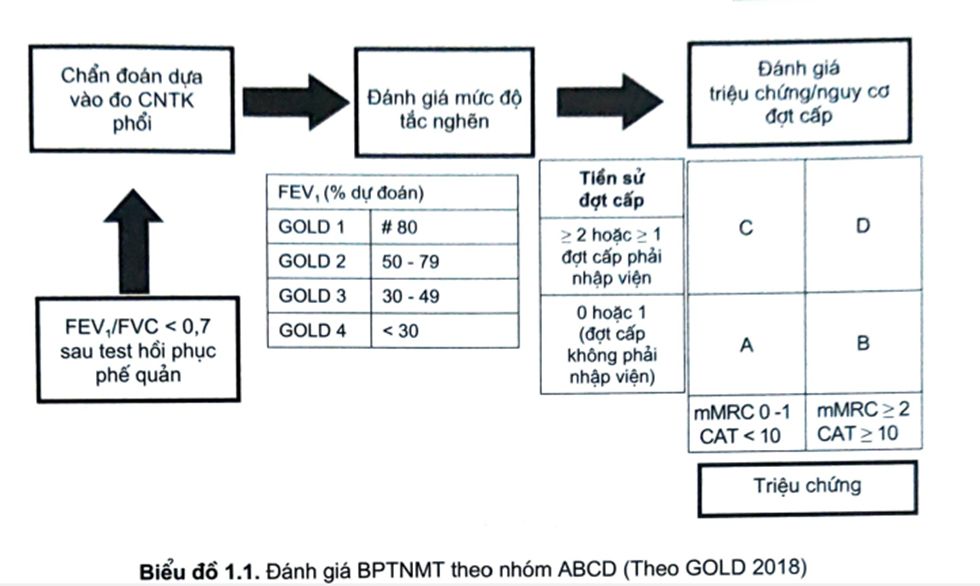 Chẩn đoán dựa
vào đo CNTK
phổi
Đánh giá mức độ
tắc nghẽn
Đánh giá
triệu chứng/nguy cơ
đợt cấp
FEV₁/FVC < 0,7
sau test hồi phục
phế quản
FEV₁ (% dự đoán)
GOLD 1 # 80
GOLD 2 50 - 79
GOLD 3 30 - 49
GOLD 4 < 30
Tiền sử
đợt cấp
≥ 2 hoặc ≥ 1
đợt cấp phải
nhập viện
0 hoặc 1
(đợt cấp
không phải
nhập viện)
C D
A B
mMRC 0 -1
CAT < 10
mMRC ≥ 2
CAT ≥ 10
Triệu chứng
Biểu đồ 1.1. Đánh giá BPTNMT theo nhóm ABCD (Theo GOLD 2018)